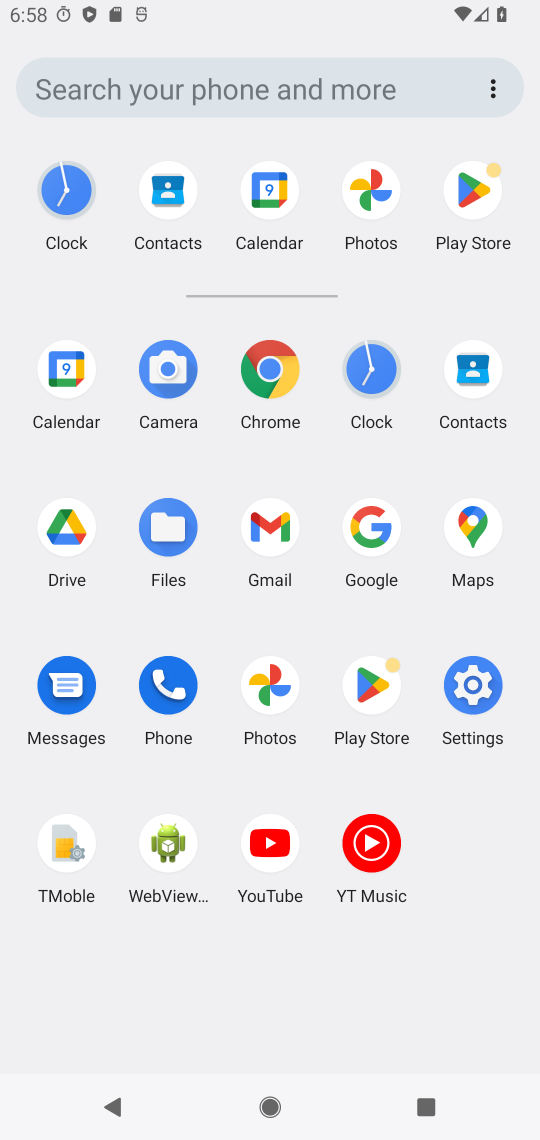 6:58
Search your phone and more
Clock Contacts Calendar Photos Play Store
Calendar Camera Chrome Clock Contacts
Drive Files Gmail Google Maps
Messages Phone Photos Play Store Settings
TMoble WebView... YouTube YT Music